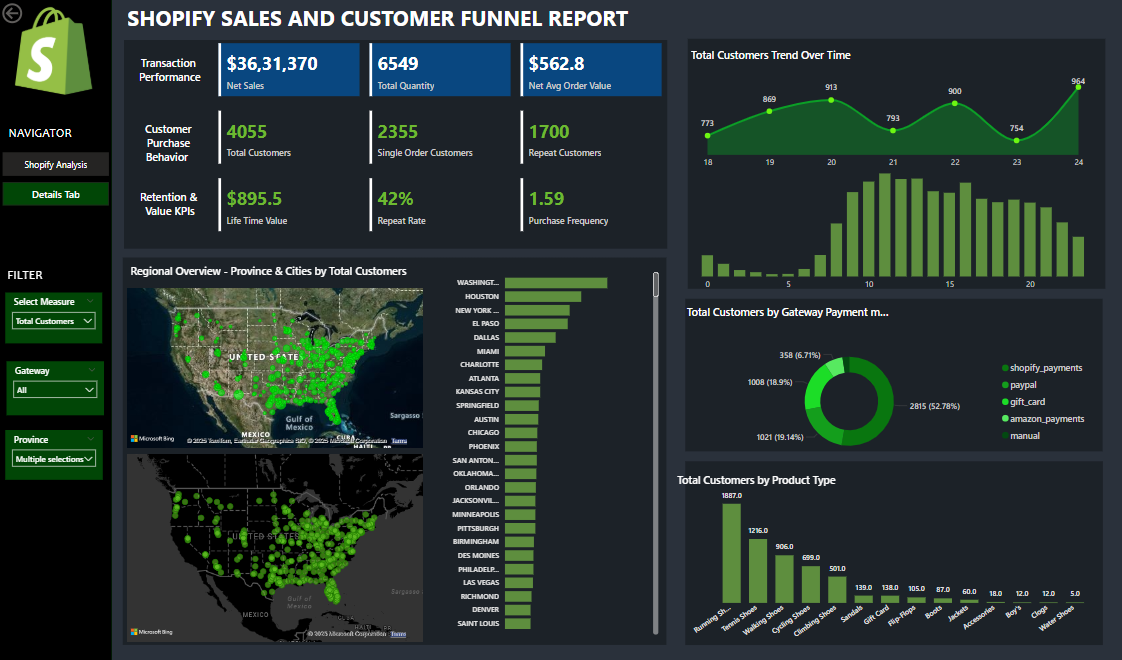 SHOPIFY SALES AND CUSTOMER FUNNEL REPORT
S
NAVIGATOR
Shopify Analysis
Details Tab
FILTER
Select Measure
Total Customers
Gateway
All
Province
Multiple selections
Transaction
Performance
$36,31,370
Net Sales
6549
Total Quantity
$562.8
Net Avg Order Value
Customer
Purchase
Behavior
4055
Total Customers
2355
Single Order Customers
1700
Repeat Customers
Retention &
Value KPIs
$895.5
Life Time Value
42%
Repeat Rate
1.59
Purchase Frequency
Regional Overview - Province & Cities by Total Customers
UNITED STATES
Gulf of
Mexico
Sargasso
MEXICO
CUBA
Microsoft Bing
© 2025 TomTom, Earthstar Geographics SIO, © 2025 Microsoft Corporation Terms
UNITED STATES
Gulf of
Mexico
Sargasso
MEXICO
CUBA
HAITI
Microsoft Bing
© 2025 Microsoft Corporation Terms
WASHINGT...
HOUSTON
NEW YORK ...
EL PASO
DALLAS
MIAMI
CHARLOTTE
ATLANTA
KANSAS CITY
SPRINGFIELD
AUSTIN
CHICAGO
PHOENIX
SAN ANTON...
OKLAHOMA...
ORLANDO
JACKSONVIL...
MINNEAPOLIS
PITTSBURGH
BIRMINGHAM
DES MOINES
PHILADELP...
LAS VEGAS
RICHMOND
DENVER
SAINT LOUIS
Total Customers Trend Over Time
773
869
913
793
900
754
964
18 19 20 21 22 23 24
0 5 10 15 20
Total Customers by Gateway Payment m...
358 (6.71%)
1008 (18.9%)
1021 (19.14%)
2815 (52.78%)
shopify_payments
paypal
gift_card
amazon_payments
manual
Total Customers by Product Type
1887.0
1216.0
906.0
699.0
501.0
139.0
138.0
105.0
87.0
60.0
18.0
12.0
12.0
5.0
Running Sh...
Tennis Shoes
Walking Shoes
Cycling Shoes
Climbing Shoes
Sandals
Gift Card
Flip-Flops
Boots
Jackets
Accessories
Boy's
Clogs
Water Shoes